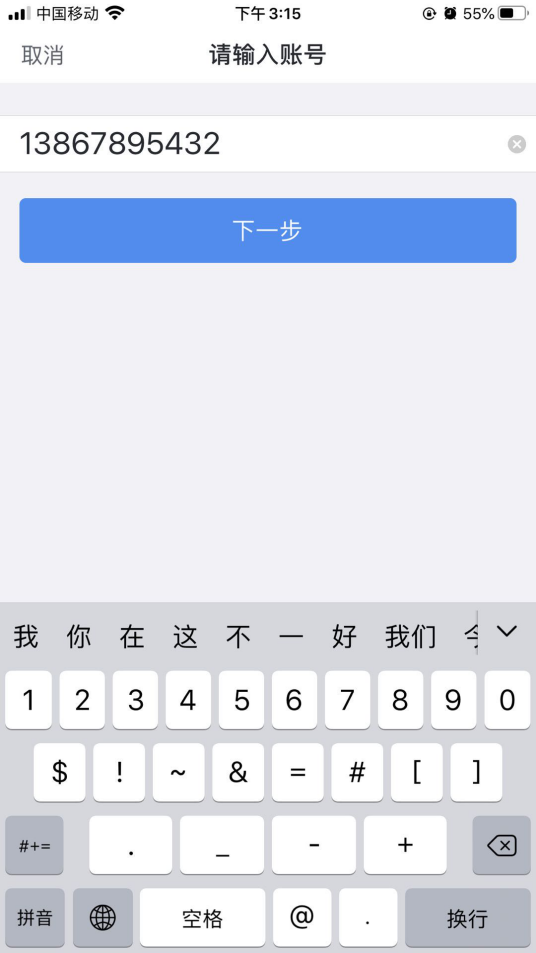 中国移动 下午 3:15 55%
取消 请输入账号
13867895432
下一步
我 你 在 这 不 一 好 我们
1 2 3 4 5 6 7 8 9 0
$ ! ~ & = # [ ]
#+= . _ - +
拼音 空格 @ . 换行